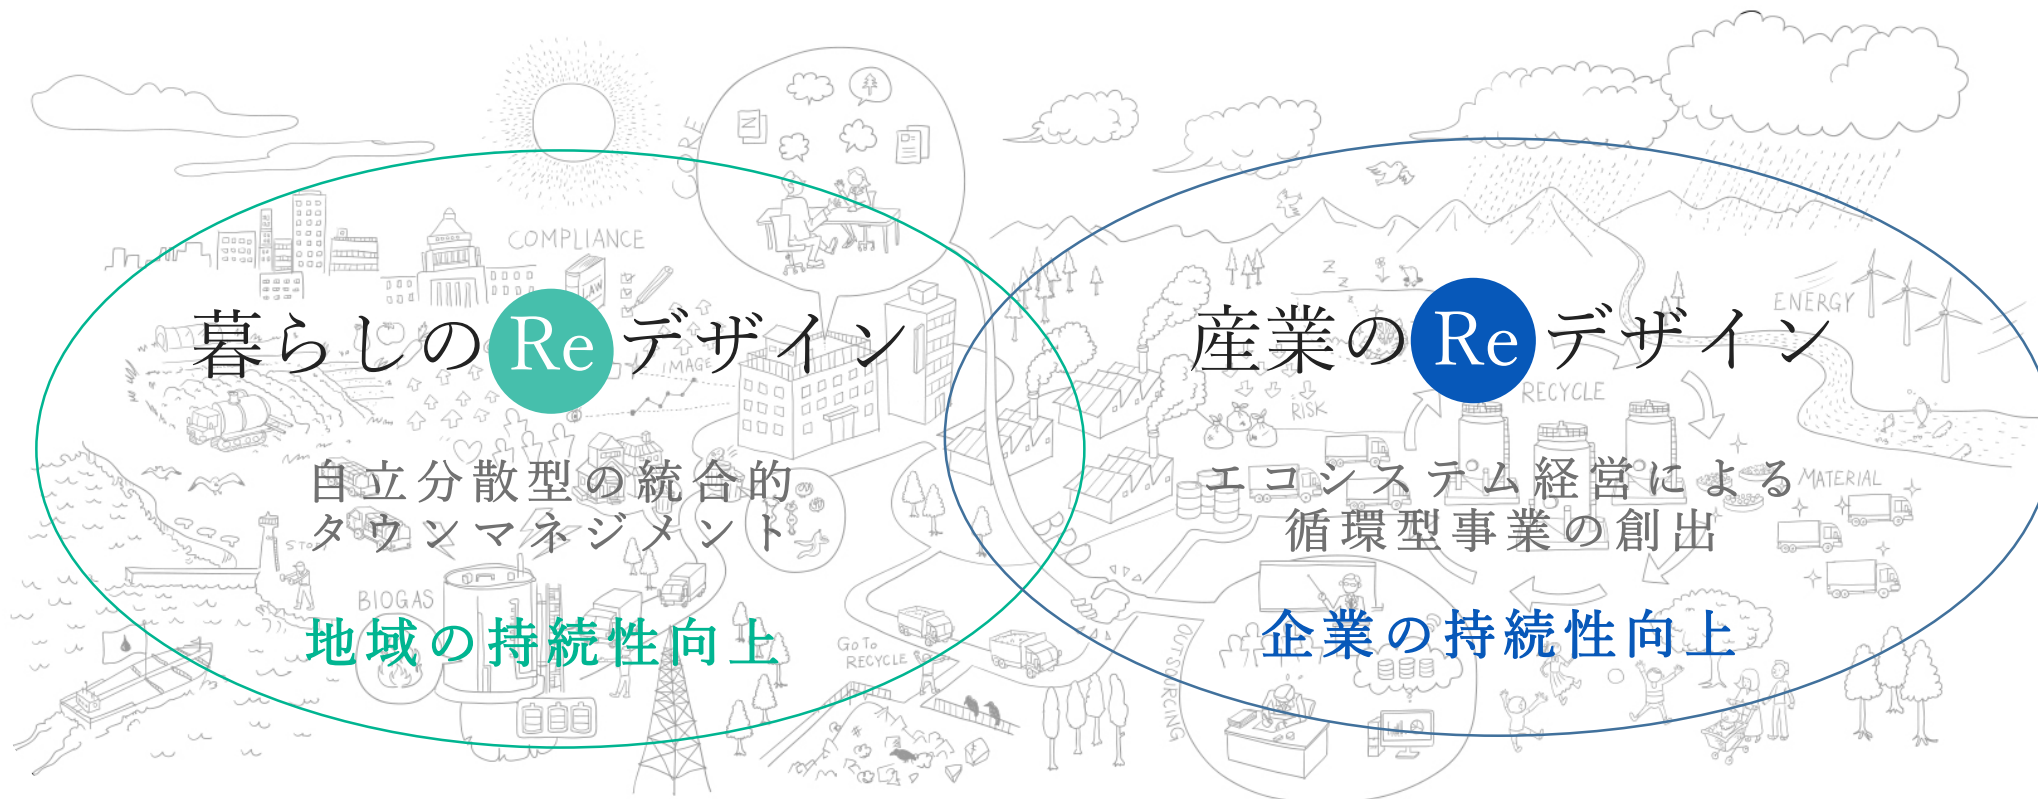 CORE
COMPLIANCE
LAW
ENERGY
暮らしのReデザイン
産業のReデザイン
IMAGE
RECYCLE
RISK
自立分散型の統合的
タウンマネジメント
エコシステム経営による
循環型事業の創出
MATERIAL
STOP
BIOGAS
地域の持続性向上
企業の持続性向上
GoTo
RECYCLE
OUTSOURCING
Z
Z
Z
N